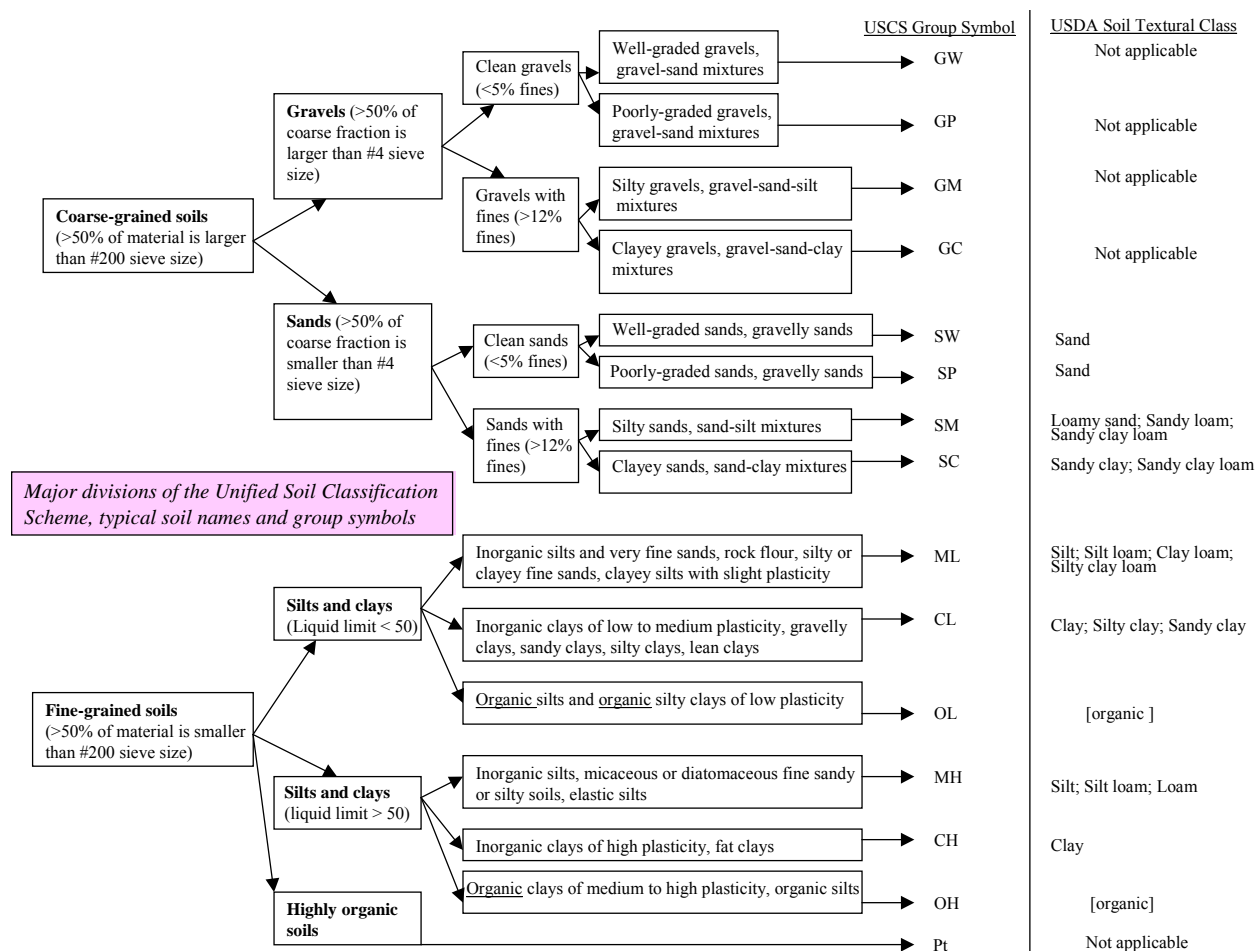 USCS Group Symbol
USDA Soil Textural Class
Coarse-grained soils
(>50% of material is larger
than #200 sieve size)
Gravels (>50% of
coarse fraction is
larger than #4 sieve
size)
Clean gravels
(<5% fines)
Well-graded gravels,
gravel-sand mixtures
GW
Not applicable
Poorly-graded gravels,
gravel-sand mixtures
GP
Not applicable
Gravels with
fines (>12%
fines)
Silty gravels, gravel-sand-silt
mixtures
GM
Not applicable
Clayey gravels, gravel-sand-clay
mixtures
GC
Not applicable
Sands (>50% of
coarse fraction is
smaller than #4
sieve size)
Clean sands
(<5% fines)
Well-graded sands, gravelly sands
SW
Sand
Poorly-graded sands, gravelly sands
SP
Sand
Sands with
fines (>12%
fines)
Silty sands, sand-silt mixtures
SM
Loamy sand; Sandy loam;
Sandy clay loam
Clayey sands, sand-clay mixtures
SC
Sandy clay; Sandy clay loam
Major divisions of the Unified Soil Classification
Scheme, typical soil names and group symbols
Fine-grained soils
(>50% of material is smaller
than #200 sieve size)
Silts and clays
(Liquid limit < 50)
Inorganic silts and very fine sands, rock flour, silty or
clayey fine sands, clayey silts with slight plasticity
ML
Silt; Silt loam; Clay loam;
Silty clay loam
Inorganic clays of low to medium plasticity, gravelly
clays, sandy clays, silty clays, lean clays
CL
Clay; Silty clay; Sandy clay
Organic silts and organic silty clays of low plasticity
OL
[organic ]
Silts and clays
(liquid limit > 50)
Inorganic silts, micaceous or diatomaceous fine sandy
or silty soils, elastic silts
MH
Silt; Silt loam; Loam
Inorganic clays of high plasticity, fat clays
CH
Clay
Organic clays of medium to high plasticity, organic silts
OH
[organic]
Highly organic
soils
Pt
Not applicable